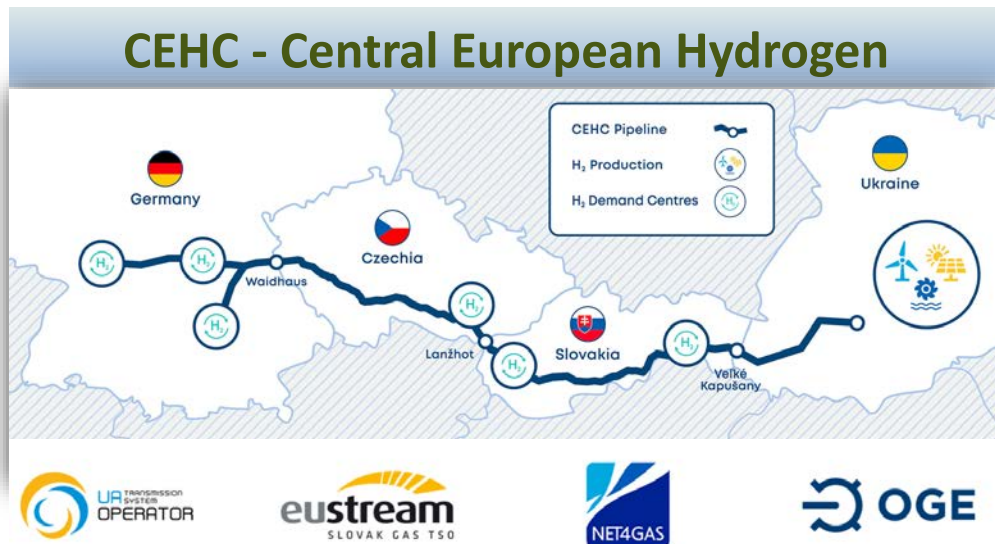 CEHC - Central European Hydrogen
CEHC Pipeline
H₂ Production
H₂ Demand Centres
Germany
Czechia
Ukraine
Slovakia
Waidhaus
Lanžhot
Veľké
Kapušany
H₂
H₂
H₂
H₂
H₂
H₂
H₂
UA TRANSMISSION
SYSTEM
OPERATOR
eustream
SLOVAK GAS TSO
NET4GAS
OGE